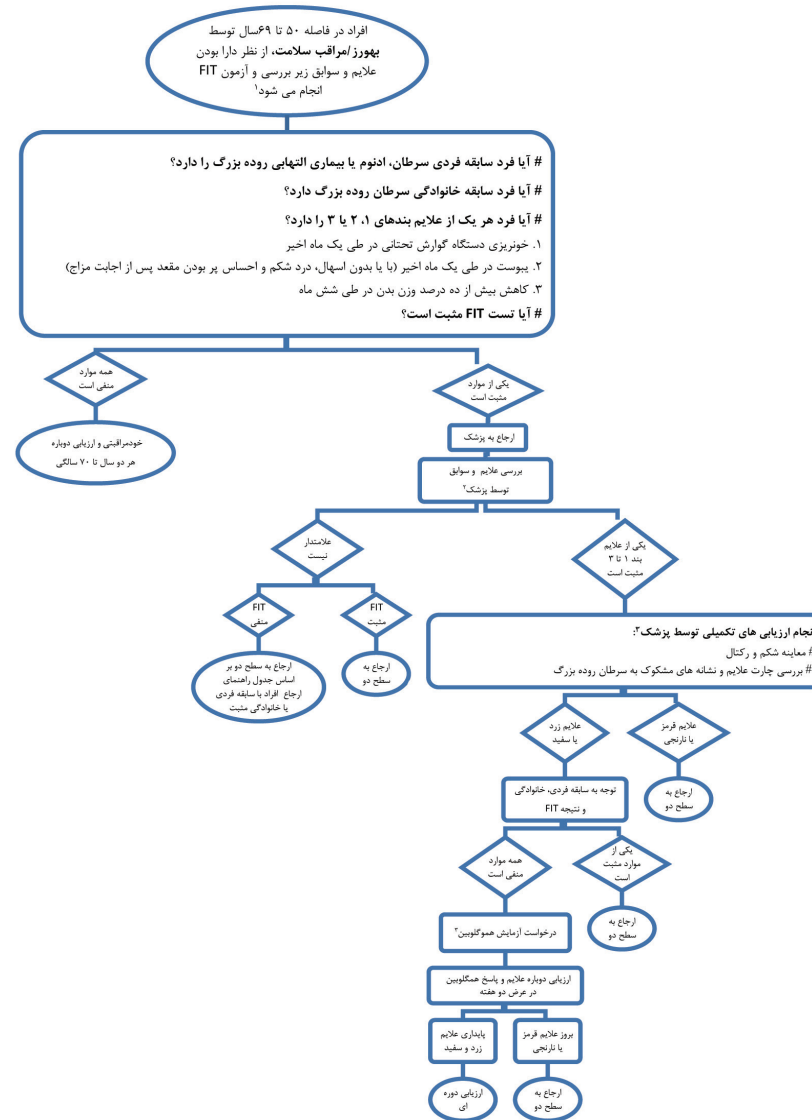 افراد در فاصله ۵۰ تا ۶۹سال توسط
بهورز/مراقب سلامت، از نظر دارا بودن
علایم و سوابق زیر بررسی و آزمون FIT
انجام می شود۱
# آیا فرد سابقه فردی سرطان، ادنوم یا بیماری التهابی روده بزرگ را دارد؟
# آیا فرد سابقه خانوادگی سرطان روده بزرگ دارد؟
# آیا فرد هر یک از علایم بندهای ۱، ۲ یا ۳ را دارد؟
۱. خونریزی دستگاه گوارش تحتانی در طی یک ماه اخیر
۲. یبوست در طی یک ماه اخیر (با یا بدون اسهال، درد شکم و احساس پر بودن مقعد پس از اجابت مزاج)
۳. کاهش بیش از ده درصد وزن بدن در طی شش ماه
# آیا تست FIT مثبت است؟
یکی از موارد
مثبت است
همه موارد
منفی است
ارجاع به پزشک
خودمراقبتی و ارزیابی دوباره
هر دو سال تا ۷۰ سالگی
بررسی علایم و سوابق
توسط پزشک۲
یکی از علایم
بند ۱ تا ۳
مثبت است
علامتدار
نیست
FIT
مثبت
FIT
منفی
ارجاع به
سطح دو
ارجاع به سطح دو بر
اساس جدول راهنمای
ارجاع افراد با سابقه فردی
یا خانوادگی مثبت
نجام ارزیابی های تکمیلی توسط پزشک۳:
# معاینه شکم و رکتال
# بررسی چارت علایم و نشانه های مشکوک به سرطان روده بزرگ
علایم قرمز
یا نارنجی
علایم زرد
یا سفید
ارجاع به
سطح دو
توجه به سابقه فردی، خانوادگی
و نتیجه FIT
یکی از
موارد مثبت
است
همه موارد
منفی است
ارجاع به
سطح دو
درخواست آزمایش هموگلوبین۳
ارزیابی دوباره علایم و پاسخ همگلوبین
در عرض دو هفته
بروز علایم قرمز
یا نارنجی
پایداری علایم
زرد و سفید
ارجاع به
سطح دو
ارزیابی دوره
ای